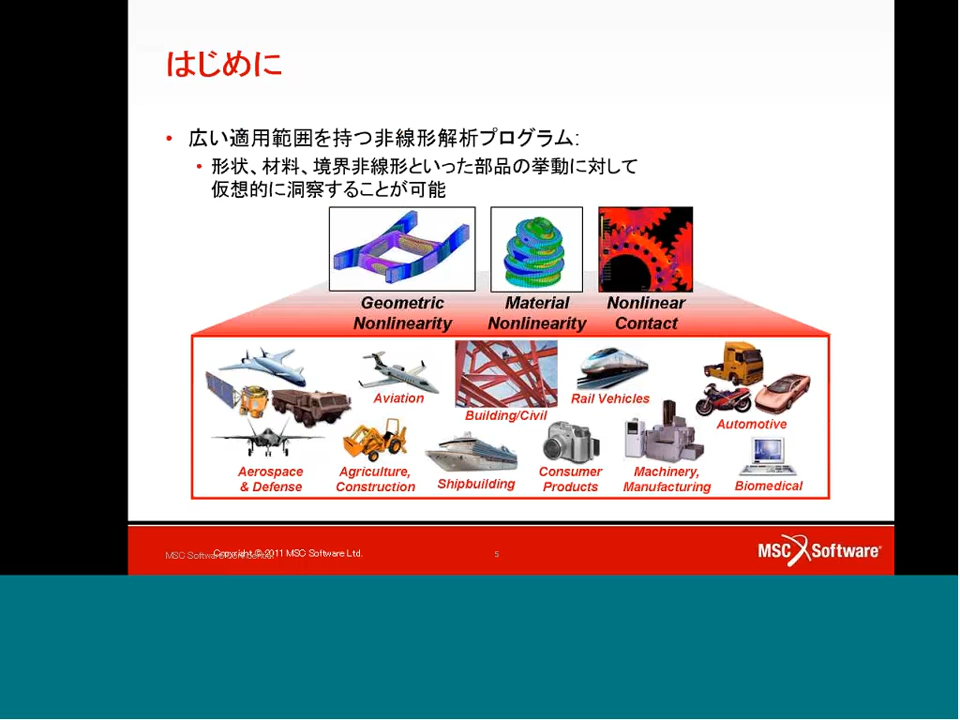 はじめに
• 広い適用範囲を持つ非線形解析プログラム:
• 形状、材料、境界非線形といった部品の挙動に対して
仮想的に洞察することが可能
Geometric
Nonlinearity
Material
Nonlinearity
Nonlinear
Contact
Aviation
Building/Civil
Rail Vehicles
Automotive
Aerospace
& Defense
Agriculture,
Construction
Shipbuilding
Consumer
Products
Machinery,
Manufacturing
Biomedical
MSC Software
Copyright © 2011 MSC Software Ltd.
5
MSC Software